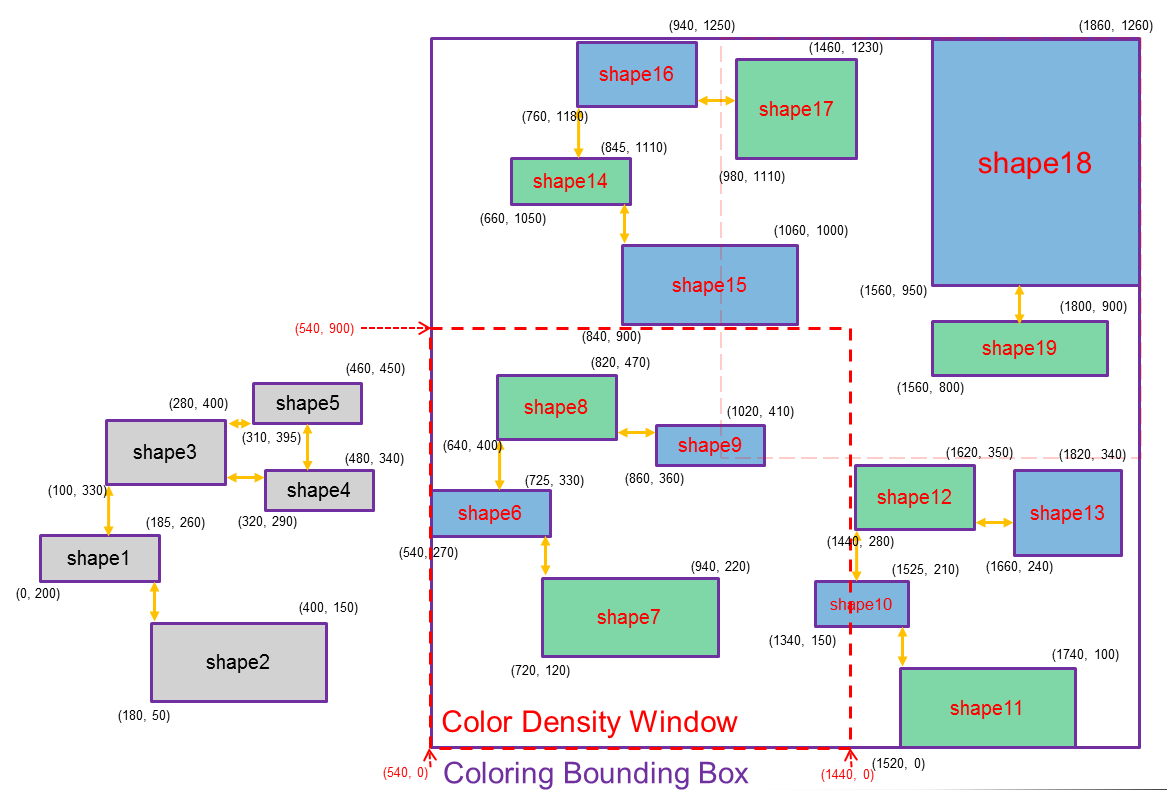 (940, 1250)
(1860, 1260)
(1460, 1230)
shape16
shape17
(760, 1180)
(845, 1110)
shape18
shape14
(980, 1110)
(660, 1050)
(1060, 1000)
shape15
(1560, 950)
(1800, 900)
(540, 900)
(840, 900)
shape19
(820, 470)
(460, 450)
(1560, 800)
(280, 400)
shape5
shape8
(1020, 410)
(310, 395)
(640, 400)
shape9
shape3
(480, 340)
(1620, 350)
(1820, 340)
(860, 360)
(725, 330)
(100, 330)
shape4
shape12
shape13
(185, 260)
(320, 290)
shape6
(1440, 280)
shape1
(540, 270)
(1660, 240)
(1525, 210)
(0, 200)
(940, 220)
(400, 150)
shape10
shape7
(1340, 150)
shape2
(1740, 100)
(720, 120)
(180, 50)
shape11
Color Density Window
(540, 0)
Coloring Bounding Box
(1440, 0)
(1520, 0)